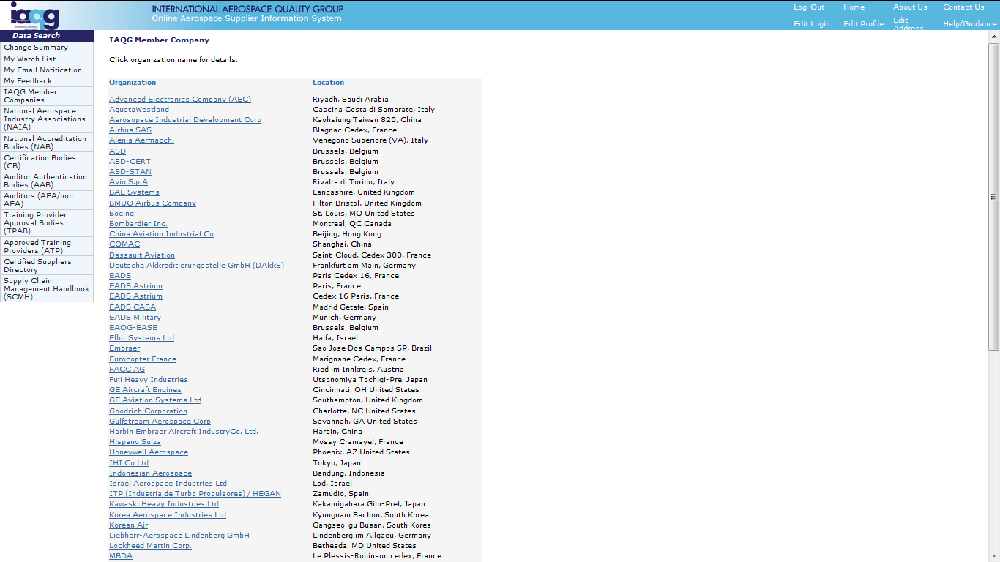 iaqg
INTERNATIONAL AEROSPACE QUALITY GROUP
Online Aerospace Supplier Information System
Log-Out Home About Us Contact Us
Edit Login Edit Profile Edit Address Help/Guidance
Data Search
Change Summary
My Watch List
My Email Notification
My Feedback
IAQG Member
Companies
National Aerospace
Industry Associations
(NAIA)
National Accreditation
Bodies (NAB)
Certification Bodies
(CB)
Auditor Authentication
Bodies (AAB)
Auditors (AEA/non
AEA)
Training Provider
Approval Bodies
(TPAB)
Approved Training
Providers (ATP)
Certified Suppliers
Directory
Supply Chain
Management Handbook
(SCMH)
IAQG Member Company
Click organization name for details.
Organization Location
Advanced Electronics Company (AEC) Riyadh, Saudi Arabia
AgustaWestland Cascina Costa di Samarate, Italy
Aerosopace Industrial Development Corp Kaohsiung Taiwan 820, China
Airbus SAS Blagnac Cedex, France
Alenia Aermacchi Venegono Superiore (VA), Italy
ASD Brussels, Belgium
ASD-CERT Brussels, Belgium
ASD-STAN Brussels, Belgium
Avio S.p.A Rivalta di Torino, Italy
BAE Systems Lancashire, United Kingdom
BMUQ Airbus Company Filton Bristol, United Kingdom
Boeing St. Louis, MO United States
Bombardier Inc. Montreal, QC Canada
China Aviation Industrial Co Beijing, Hong Kong
COMAC Shanghai, China
Dassault Aviation Saint-Cloud, Cedex 300, France
Deutsche Akkreditierungsstelle GmbH (DAkkS) Frankfurt am Main, Germany
EADS Paris Cedex 16, France
EADS Astrium Paris, France
EADS Astrium Cedex 16 Paris, France
EADS CASA Madrid Getafe, Spain
EADS Military Munich, Germany
EAQG-EASE Brussels, Belgium
Elbit Systems Ltd Haifa, Israel
Embraer Sao Jose Dos Campos SP, Brazil
Eurocopter France Marignane Cedex, France
FACC AG Ried im Innkreis, Austria
Fuji Heavy Industries Utsonomiya Tochigi-Pre, Japan
GE Aircraft Engines Cincinnati, OH United States
GE Aviation Systems Ltd Southampton, United Kingdom
Goodrich Corporation Charlotte, NC United States
Gulfstream Aerospace Corp Savannah, GA United States
Harbin Embraer Aircraft IndustryCo. Ltd. Harbin, China
Hispano Suiza Mossy Cramayel, France
Honeywell Aerospace Phoenix, AZ United States
IHI Co Ltd Tokyo, Japan
Indonesian Aerospace Bandung, Indonesia
Israel Aerospace Industries Ltd Lod, Israel
ITP (Industria de Turbo Propulsores) / HEGAN Zamudio, Spain
Kawaski Heavy Industries Ltd Kakamigahara Gifu-Pref, Japan
Korea Aerospace Industries Ltd Kyungnam Sachon, South Korea
Korean Air Gangseo-gu Busan, South Korea
Liebherr-Aerospace Lindenberg GmbH Lindenberg im Allgaeu, Germany
Lockheed Martin Corp. Bethesda, MD United States
MBDA Le Plessis-Robinson cedex, France